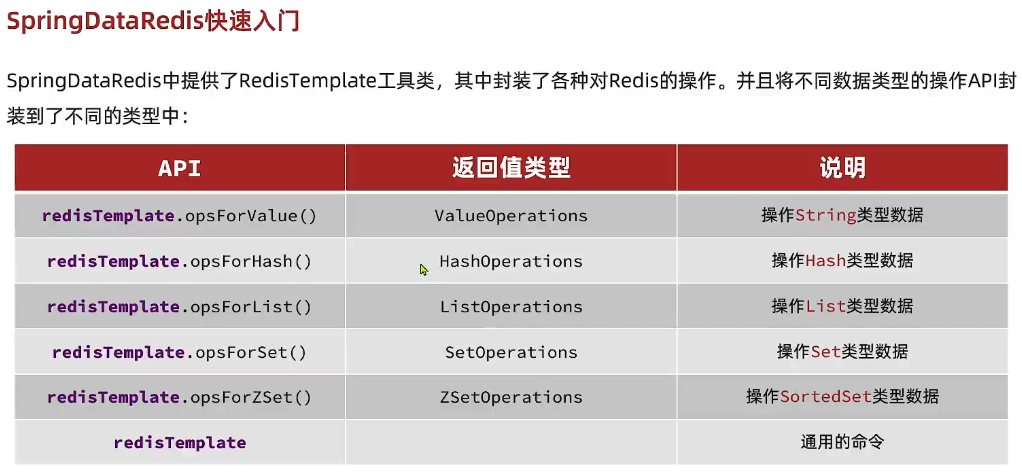 SpringDataRedis快速入门
SpringDataRedis中提供了RedisTemplate工具类，其中封装了各种对Redis的操作。并且将不同数据类型的操作API封
装到了不同的类型中：
API 返回值类型 说明
redisTemplate.opsForValue() ValueOperations 操作String类型数据
redisTemplate.opsForHash() HashOperations 操作Hash类型数据
redisTemplate.opsForList() ListOperations 操作List类型数据
redisTemplate.opsForSet() SetOperations 操作Set类型数据
redisTemplate.opsForZSet() ZSetOperations 操作SortedSet类型数据
redisTemplate 通用的命令